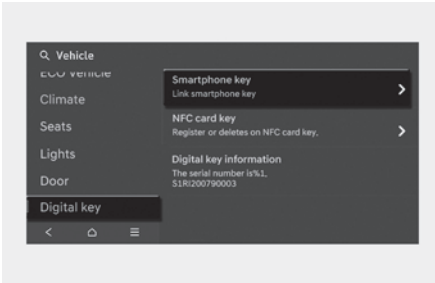 Vehicle
ECO Vehicle
Climate
Seats
Lights
Door
Digital key
Smartphone key
Link smartphone key
NFC card key
Register or deletes on NFC card key,
Digital key information
The serial number is%1,
S1RI200790003